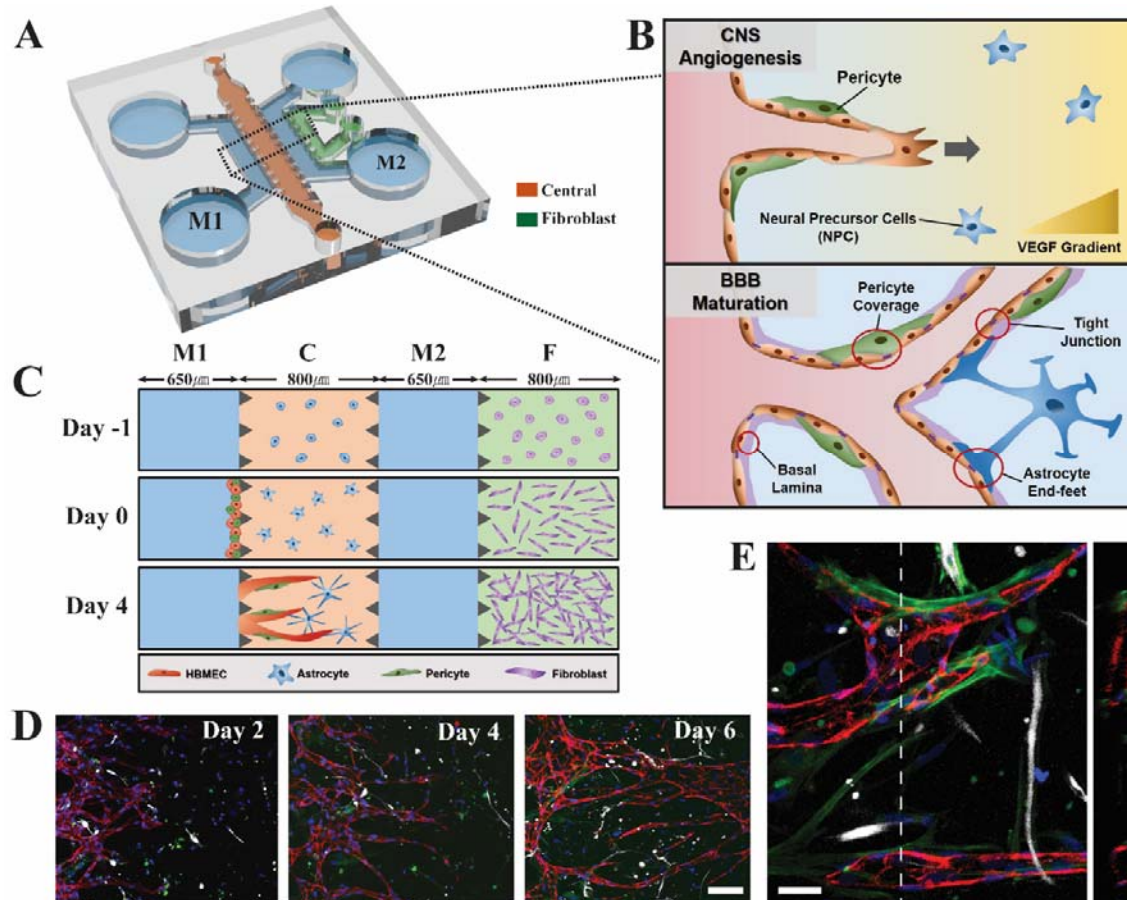 A
M1
M2
Central
Fibroblast
B
CNS
Angiogenesis
Pericyte
Neural Precursor Cells
(NPC)
VEGF Gradient
BBB
Maturation
Pericyte
Coverage
Tight
Junction
Basal
Lamina
Astrocyte
End-feet
C
M1 C M2 F
650㎛ 800㎛ 650㎛ 800㎛
Day -1
Day 0
Day 4
HBMEC Astrocyte Pericyte Fibroblast
D
Day 2 Day 4 Day 6
E